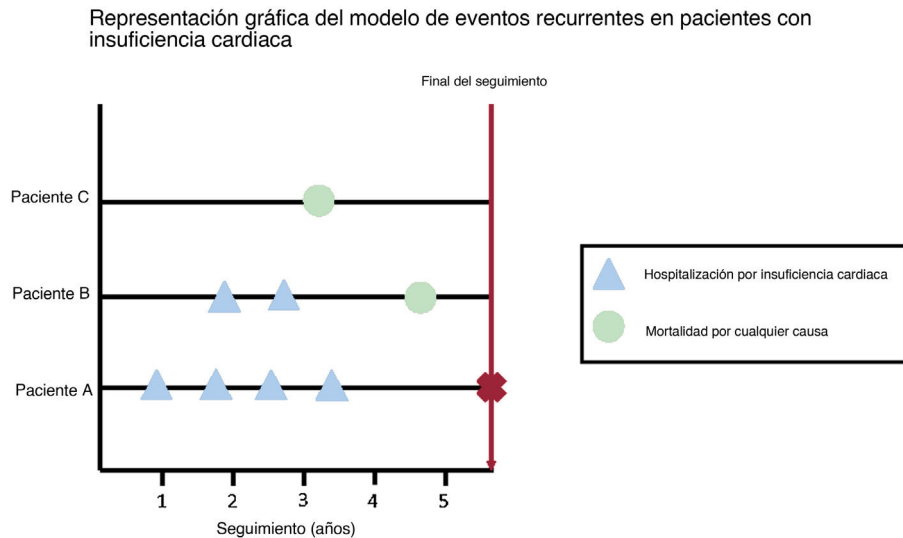 Representación gráfica del modelo de eventos recurrentes en pacientes con
insuficiencia cardiaca
Final del seguimiento
Paciente C
Paciente B
Paciente A
Hospitalización por insuficiencia cardiaca
Mortalidad por cualquier causa
1 2 3 4 5
Seguimiento (años)